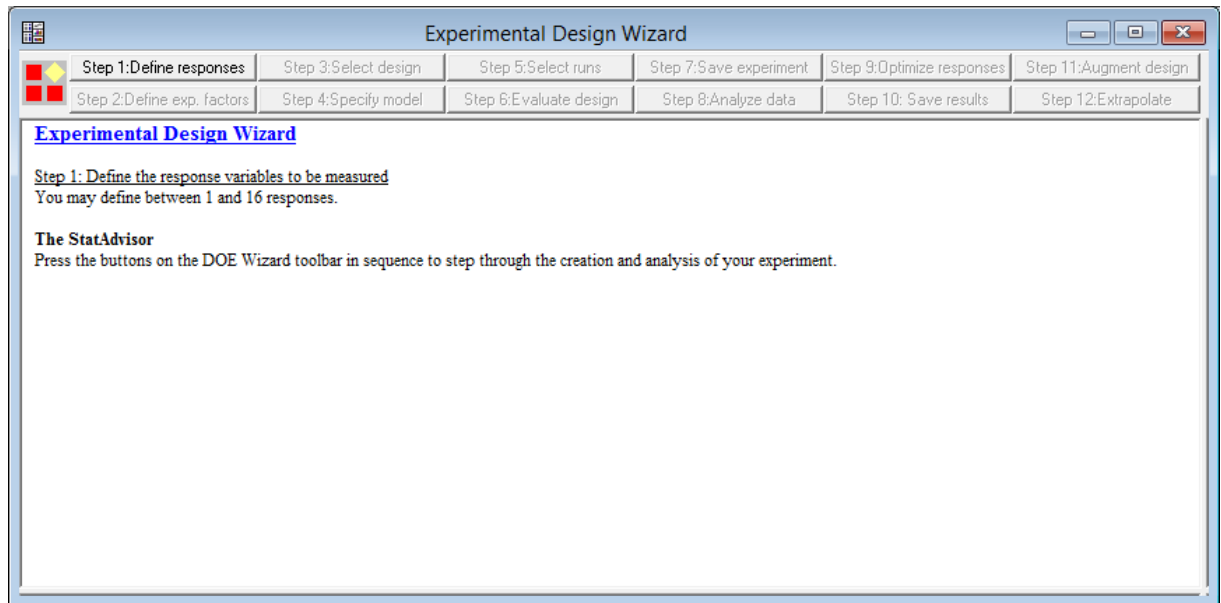 Experimental Design Wizard
Step 1:Define responses
Step 3:Select design
Step 5:Select runs
Step 7:Save experiment
Step 9:Optimize responses
Step 11:Augment design
Step 2:Define exp. factors
Step 4:Specify model
Step 6:Evaluate design
Step 8:Analyze data
Step 10: Save results
Step 12:Extrapolate
Experimental Design Wizard
Step 1: Define the response variables to be measured
You may define between 1 and 16 responses.
The StatAdvisor
Press the buttons on the DOE Wizard toolbar in sequence to step through the creation and analysis of your experiment.